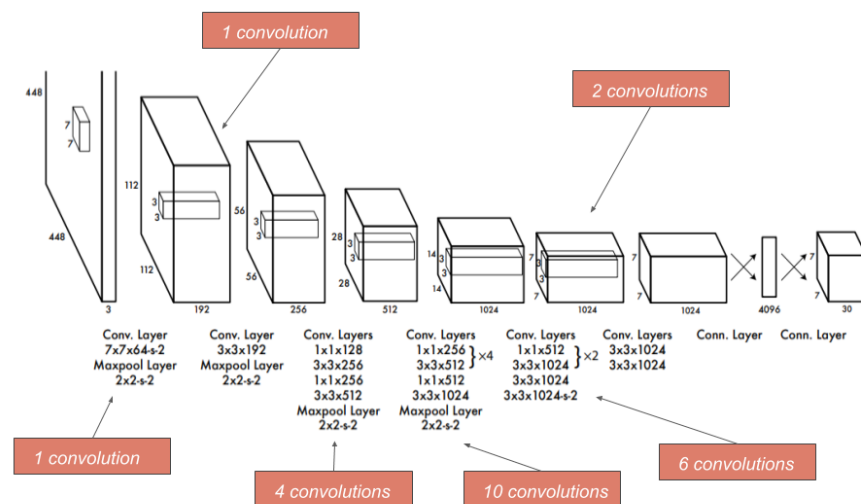 1 convolution
2 convolutions
448
7
7
448
3
112
3
3
112
192
56
3
3
56
256
28
3
3
28
512
14
3
3
14
1024
7
3
3
7
1024
7
7
1024
4096
7
7
30
Conv. Layer
7x7x64-s-2
Maxpool Layer
2x2-s-2
Conv. Layer
3x3x192
Maxpool Layer
2x2-s-2
Conv. Layers
1x1x128
3x3x256
1x1x256
3x3x512
Maxpool Layer
2x2-s-2
Conv. Layers
1x1x256
3x3x512
}×4
1x1x512
3x3x1024
Maxpool Layer
2x2-s-2
Conv. Layers
1x1x512
3x3x1024
}×2
3x3x1024
3x3x1024-s-2
Conv. Layers
3x3x1024
3x3x1024
Conn. Layer
Conn. Layer
1 convolution
4 convolutions
10 convolutions
6 convolutions